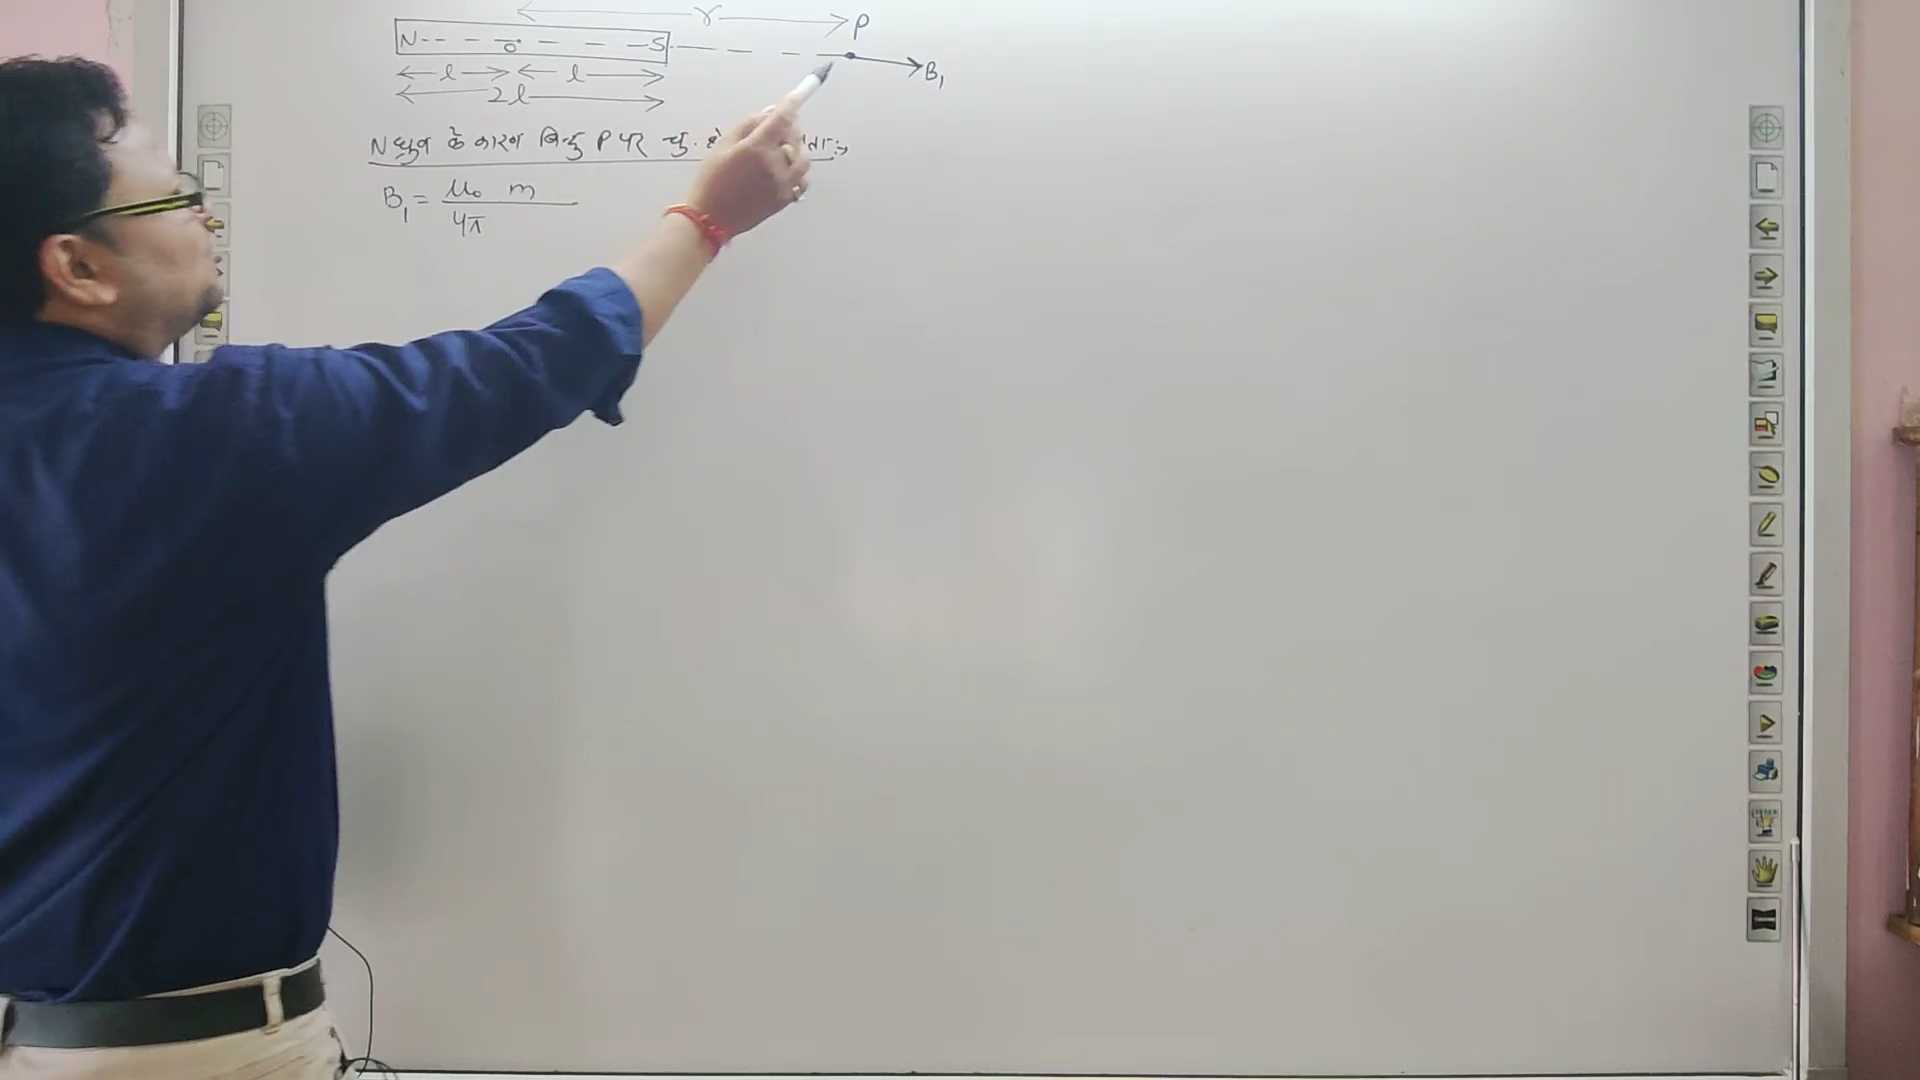 r P
N O S B₁
l l
2l
N ध्रुव के कारण बिन्दु P पर चु.
B₁ = μ₀ m
4π